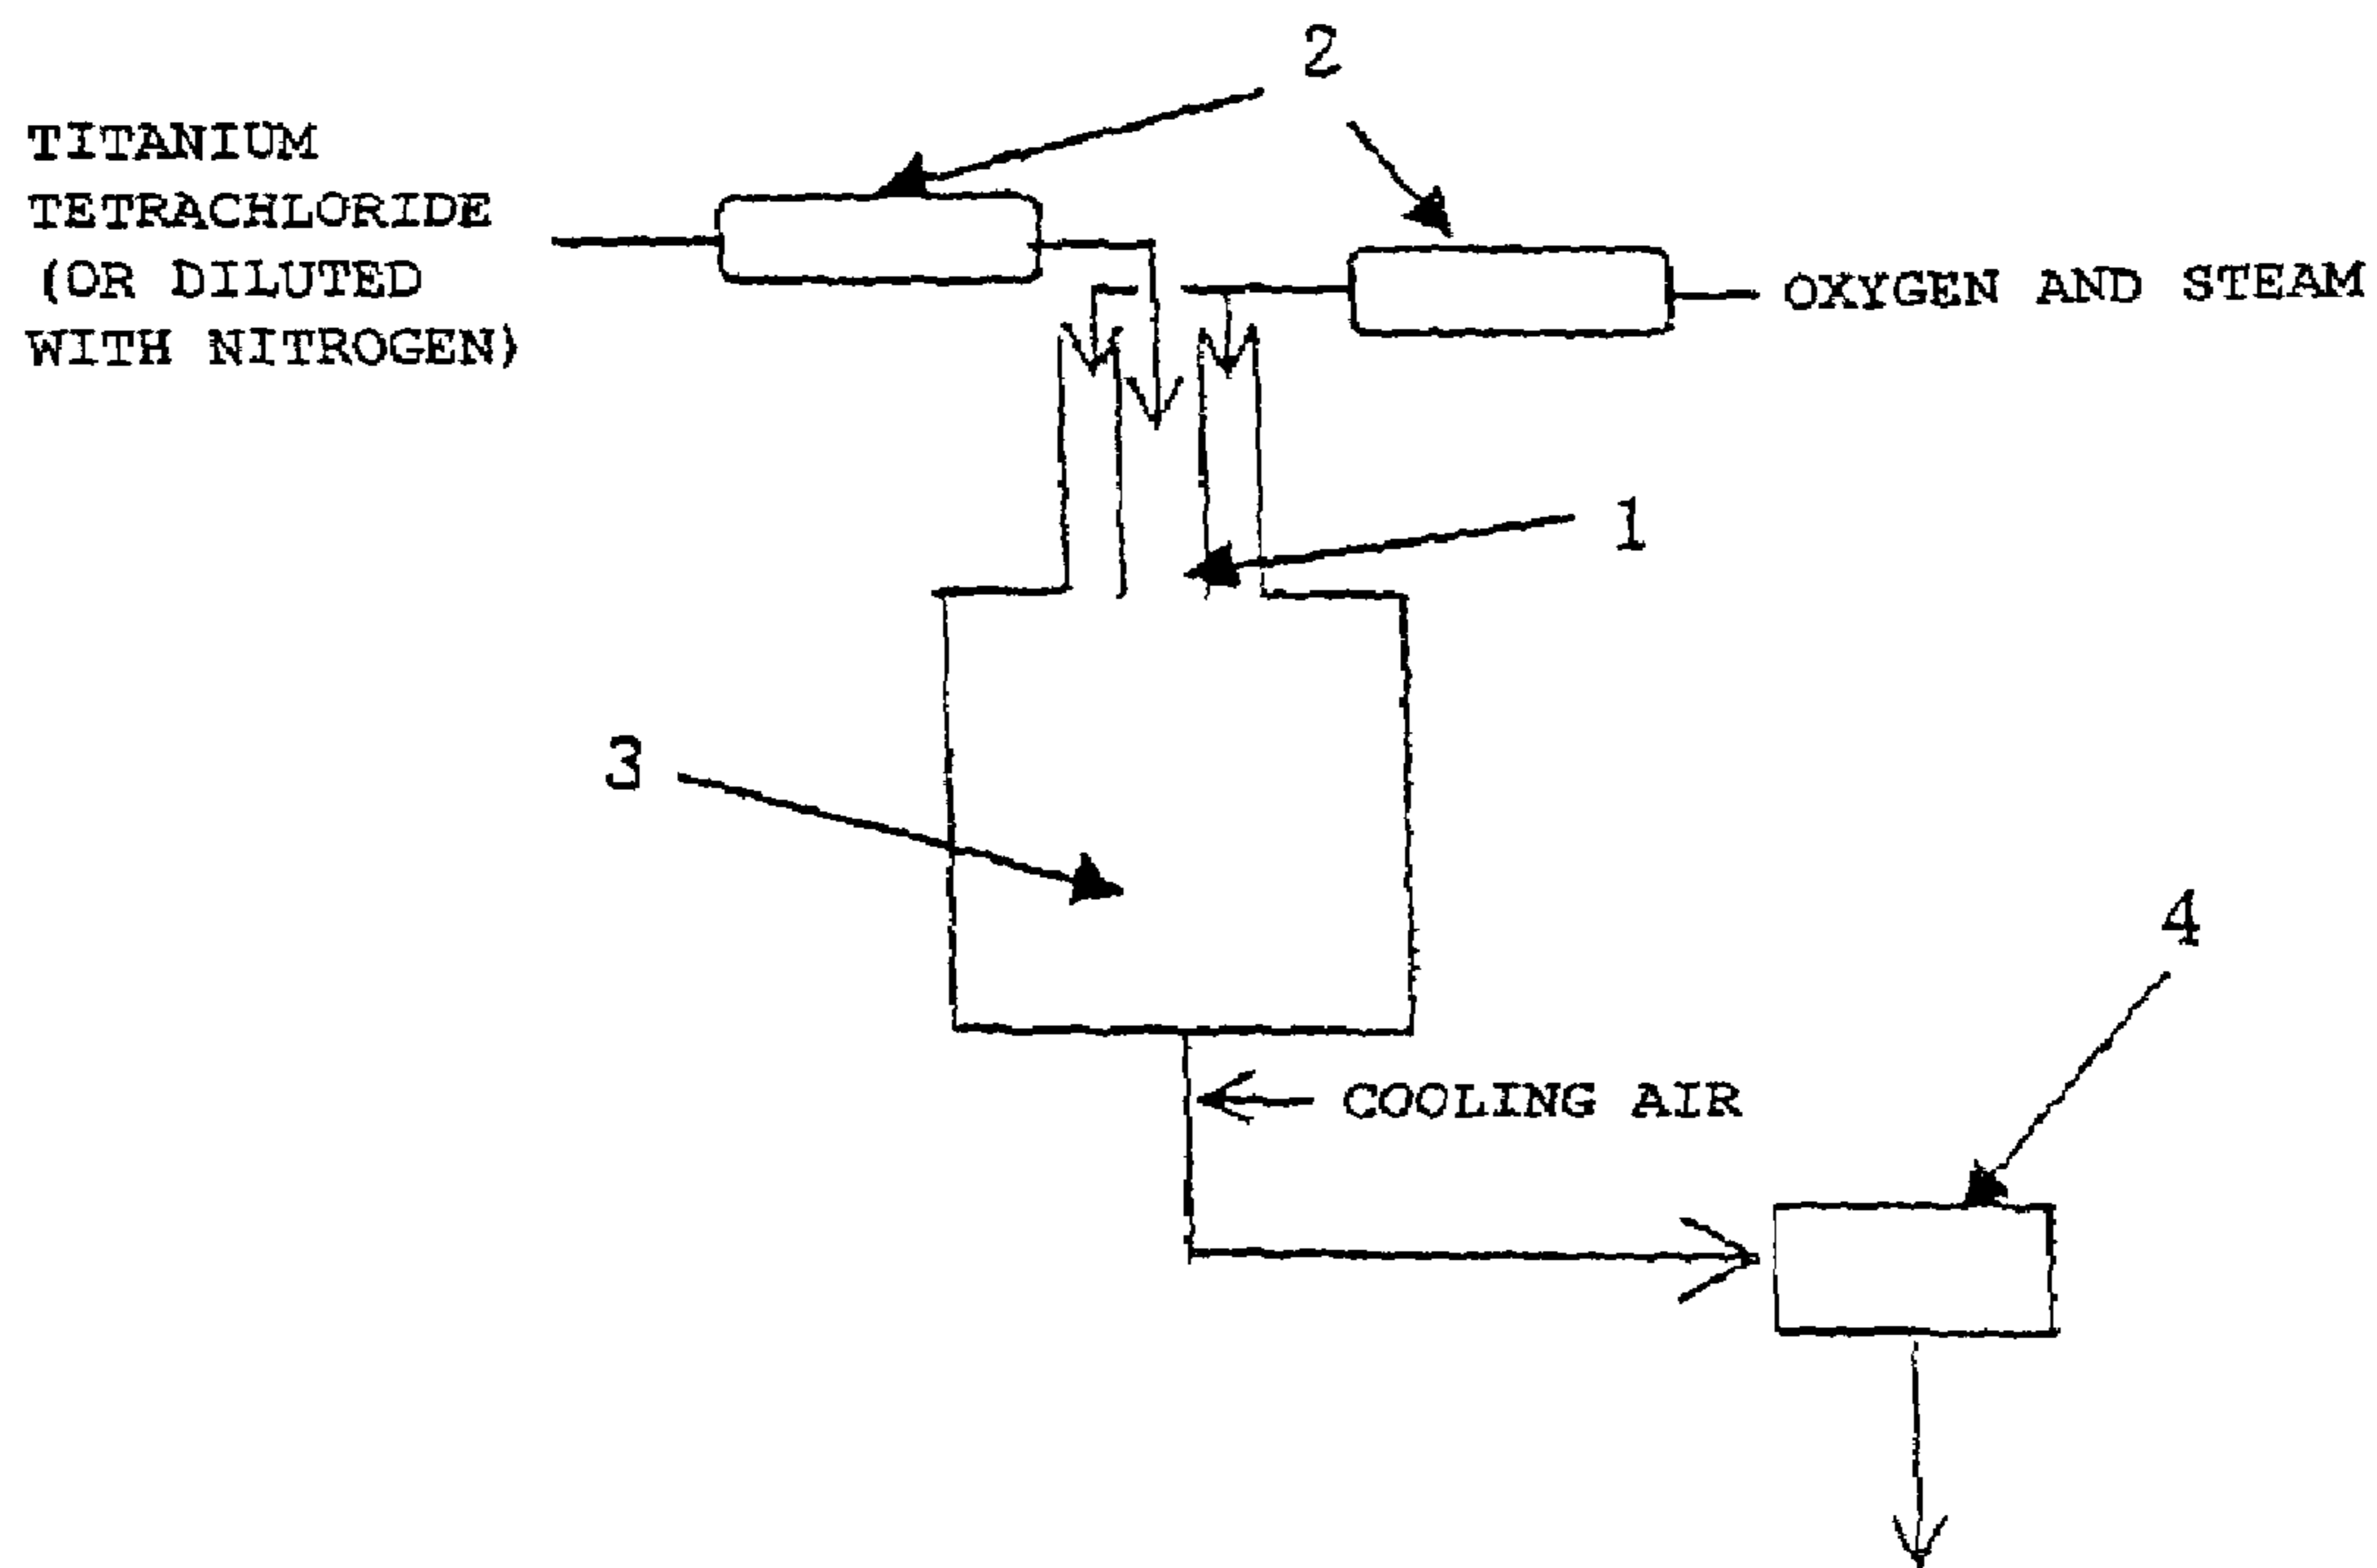 2
TITANIUM
TETRACHLORIDE
(OR DILUTED
WITH NITROGEN)
OXYGEN AND STEAM
1
3
4
COOLING AIR